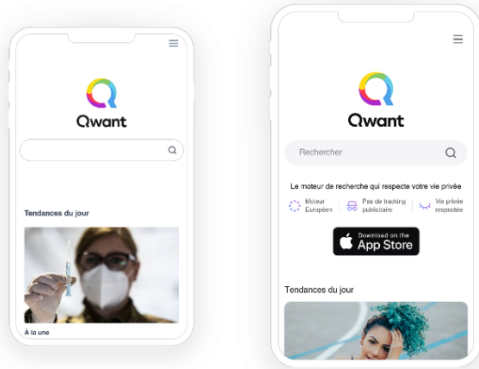 Qwant
Tendances du jour
À la une
Qwant
Rechercher
Le moteur de recherche qui respecte votre vie privée
Moteur
Européen
Pas de tracking
publicitaire
Vie privée
respectée
Download on the
App Store
Tendances du jour